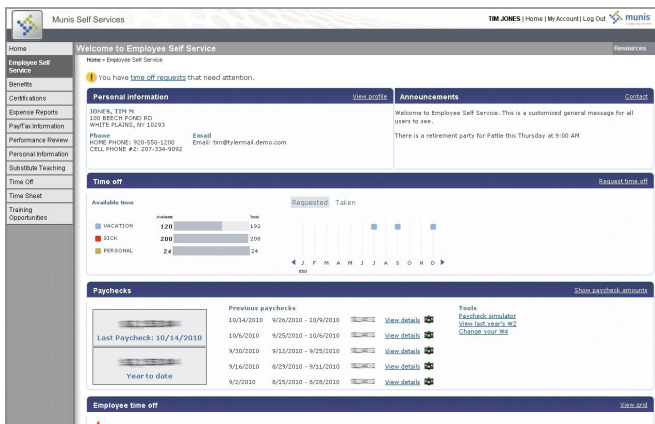 Munis Self Services
TIM JONES | Home | My Account | Log Out
munis
Home
Employee Self Service
Benefits
Certifications
Expense Reports
Pay/Tax Information
Performance Review
Personal Information
Substitute Teaching
Time Off
Time Sheet
Training Opportunities
Welcome to Employee Self Service
Resources
Home > Employee Self Service
! You have time off requests that need attention.
Personal information
View profile
JONES, TIM M
100 BEECH POND RD
WHITE PLAINS, NY 10293
Phone
HOME PHONE: 920-550-1200
CELL PHONE #2: 207-334-9092
Email
Email: tim@tylermail.demo.com
Announcements
Contact
Welcome to Employee Self Service. This is a customized general message for all
users to see.
There is a retirement party for Pattie this Thursday at 9:00 AM
Time off
Request time off
Available time
Available Total
VACATION 120 192
SICK 200 208
PERSONAL 24 24
Requested Taken
J F M A M J J A S O N D
2010
Paychecks
Show paycheck amounts
Last Paycheck: 10/14/2010
Year to date
Previous paychecks
10/14/2010 9/26/2010 - 10/9/2010 View details
10/6/2010 9/25/2010 - 10/6/2010 View details
9/30/2010 9/12/2010 - 9/25/2010 View details
9/16/2010 8/29/2010 - 9/11/2010 View details
9/2/2010 8/15/2010 - 8/28/2010 View details
Tools
Paycheck simulator
View last year's W2
Change your W4
Employee time off
View grid